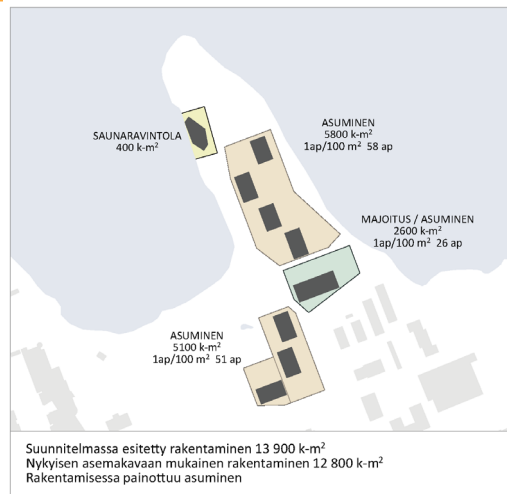 ASUMINEN
5800 k-m²
1ap/100 m² 58 ap
SAUNARAVINTOLA
400 k-m²
MAJOITUS / ASUMINEN
2600 k-m²
1ap/100 m² 26 ap
ASUMINEN
5100 k-m²
1ap/100 m² 51 ap
Suunnitelmassa esitetty rakentaminen 13 900 k-m²
Nykyisen asemakavaan mukainen rakentaminen 12 800 k-m²
Rakentamisessa painottuu asuminen